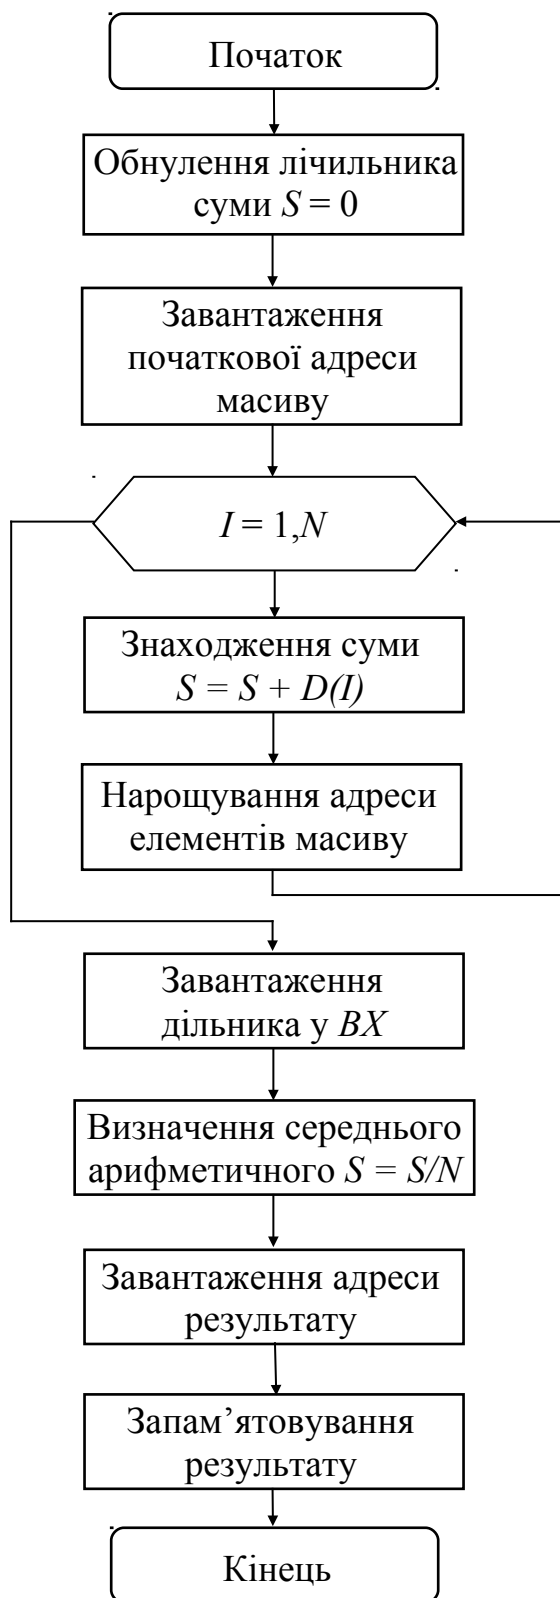 Початок
Обнулення лічильника
суми S = 0
Завантаження
початкової адреси
масиву
I = 1,N
Знаходження суми
S = S + D(I)
Нарощування адреси
елементів масиву
Завантаження
дільника у BX
Визначення середнього
арифметичного S = S/N
Завантаження адреси
результату
Запам’ятовування
результату
Кінець